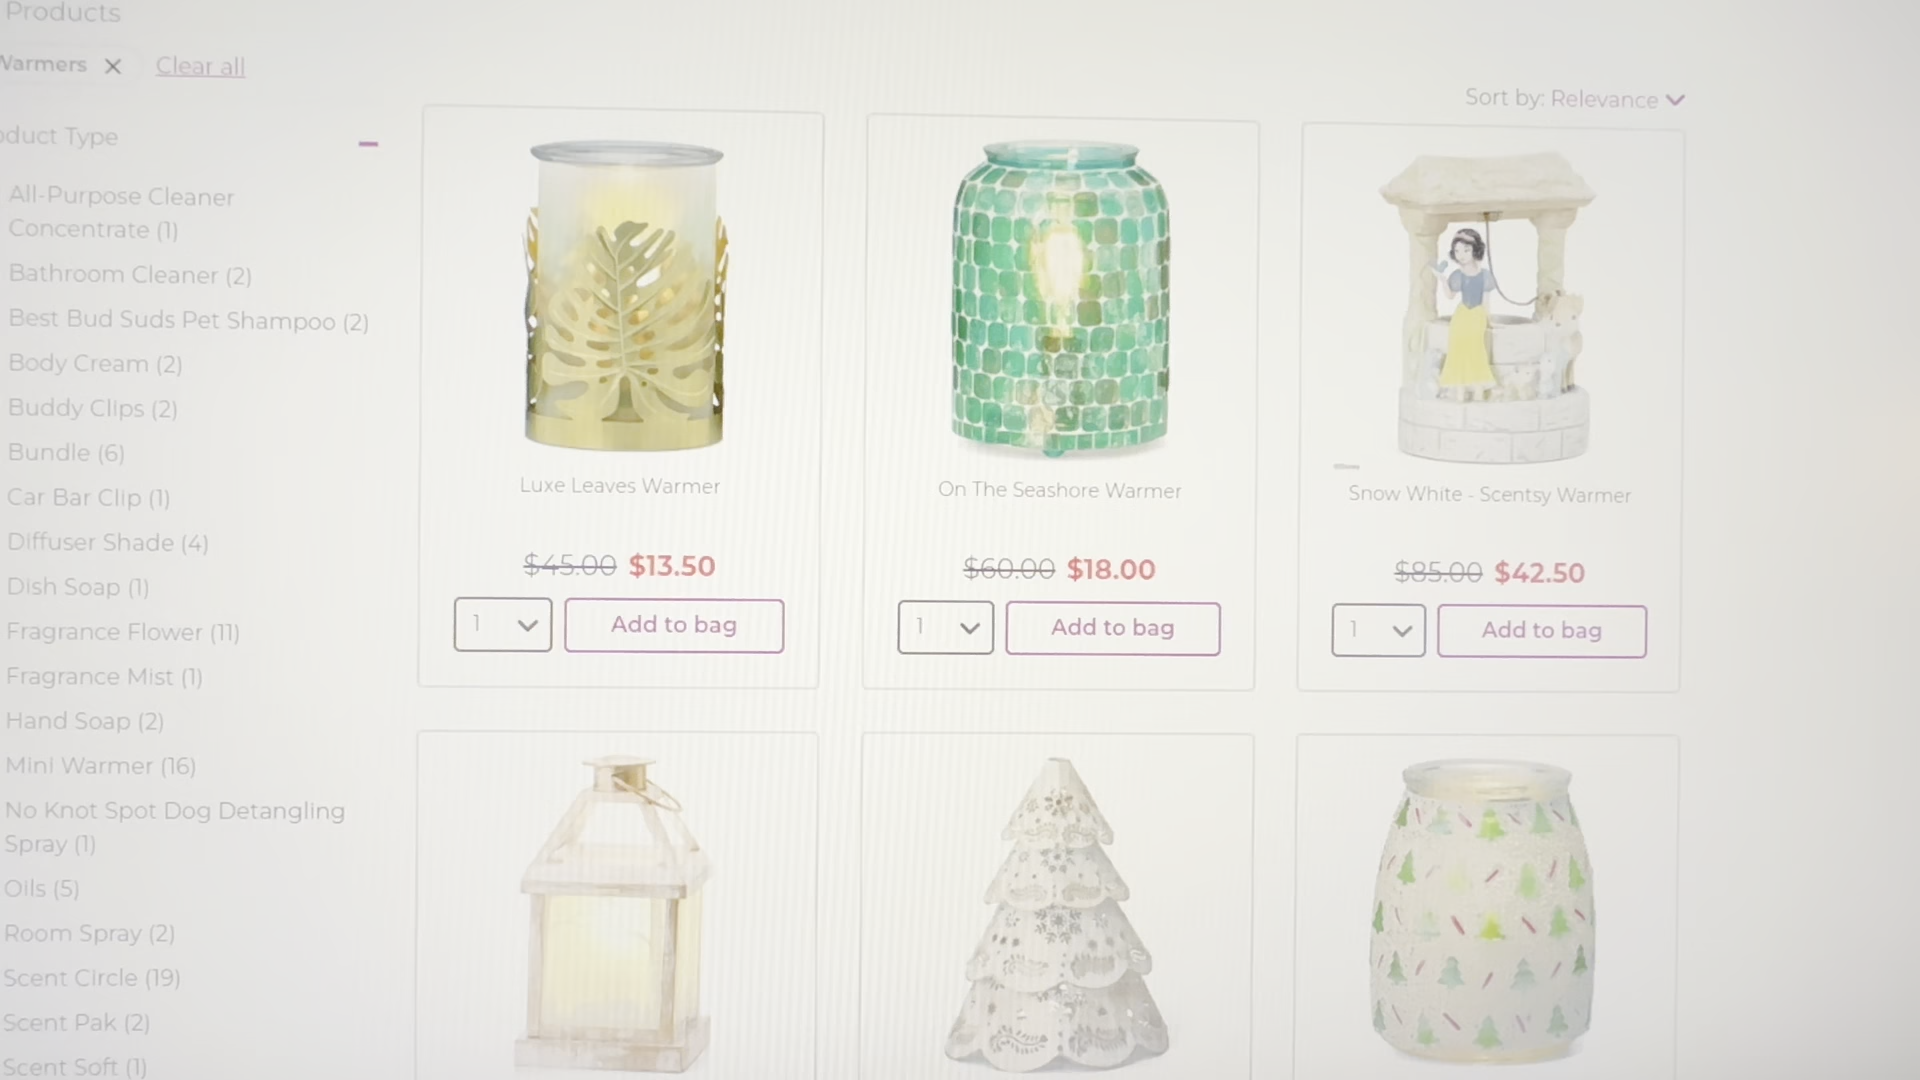 Products
Warmers
Clear all
Sort by: Relevance
Product Type
All-Purpose Cleaner
Concentrate (1)
Bathroom Cleaner (2)
Best Bud Suds Pet Shampoo (2)
Body Cream (2)
Buddy Clips (2)
Bundle (6)
Car Bar Clip (1)
Diffuser Shade (4)
Dish Soap (1)
Fragrance Flower (11)
Fragrance Mist (1)
Hand Soap (2)
Mini Warmer (16)
No Knot Spot Dog Detangling
Spray (1)
Oils (5)
Room Spray (2)
Scent Circle (19)
Scent Pak (2)
Scent Soft (1)
Luxe Leaves Warmer
$45.00 $13.50
1 Add to bag
On The Seashore Warmer
$60.00 $18.00
1 Add to bag
Snow White - Scentsy Warmer
$85.00 $42.50
1 Add to bag